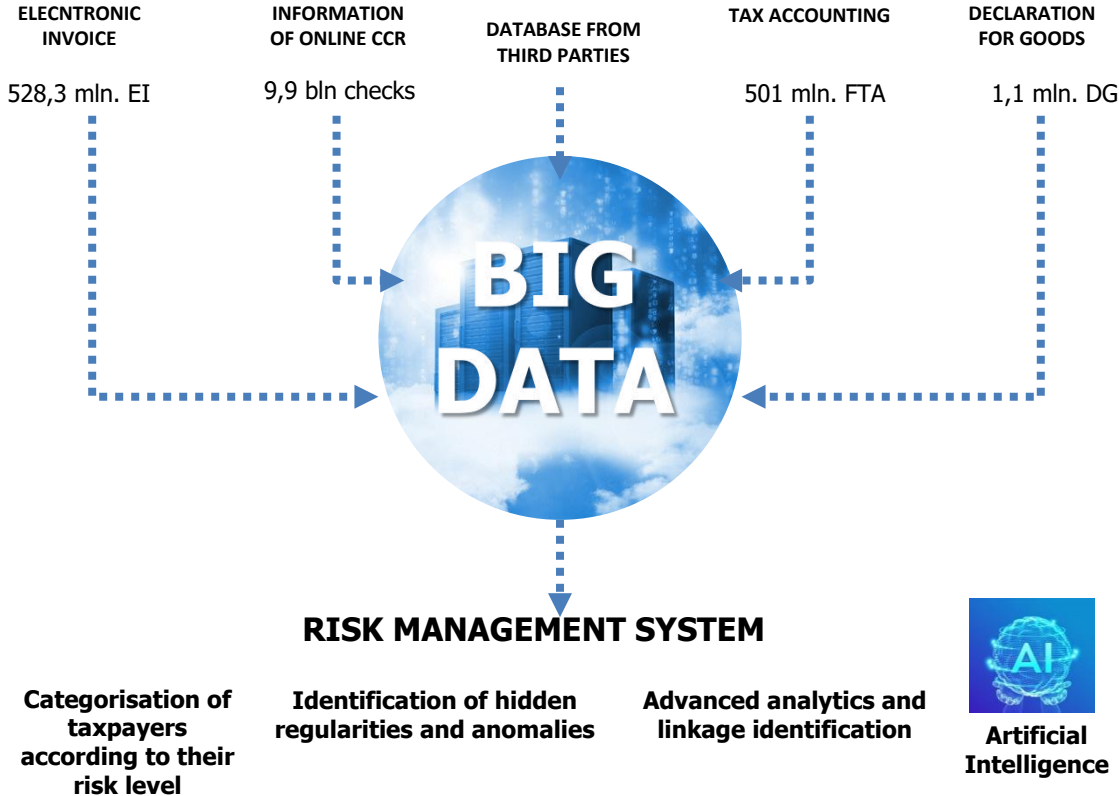 ELECNTRONIC
INVOICE
528,3 mln. EI
INFORMATION
OF ONLINE CCR
9,9 bln checks
DATABASE FROM
THIRD PARTIES
TAX ACCOUNTING
501 mln. FTA
DECLARATION
FOR GOODS
1,1 mln. DG
BIG
DATA
RISK MANAGEMENT SYSTEM
Categorisation of
taxpayers
according to their
risk level
Identification of hidden
regularities and anomalies
Advanced analytics and
linkage identification
AI
Artificial
Intelligence